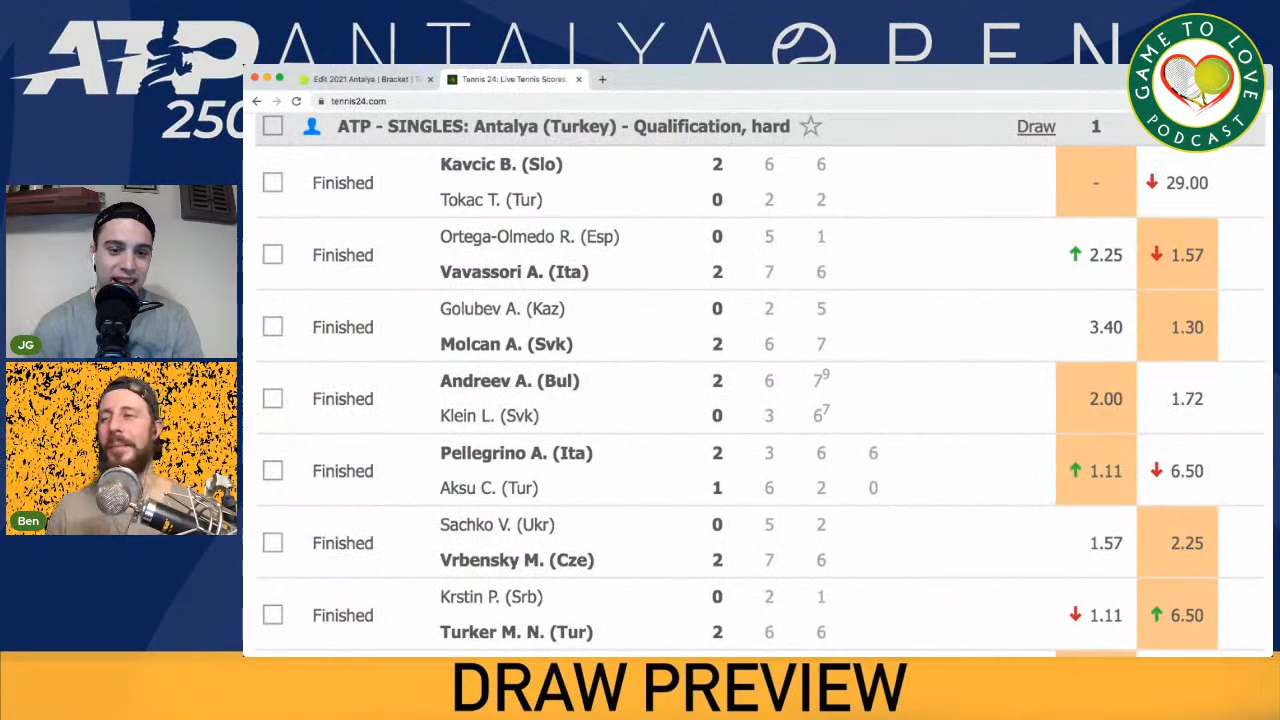 ATP
250
ANTALYA OPEN
GAME TO LOVE
PODCAST
Edit 2021 Antalya | Bracket | T
Tennis 24: Live Tennis Scores,
tennis24.com
ATP - SINGLES: Antalya (Turkey) - Qualification, hard Draw 1
Finished Kavcic B. (Slo) 2 6 6 - 29.00
Tokac T. (Tur) 0 2 2
Finished Ortega-Olmedo R. (Esp) 0 5 1 2.25 1.57
Vavassori A. (Ita) 2 7 6
Finished Golubev A. (Kaz) 0 2 5 3.40 1.30
Molcan A. (Svk) 2 6 7
Finished Andreev A. (Bul) 2 6 7⁹ 2.00 1.72
Klein L. (Svk) 0 3 6⁷
Finished Pellegrino A. (Ita) 2 3 6 6 1.11 6.50
Aksu C. (Tur) 1 6 2 0
Finished Sachko V. (Ukr) 0 5 2 1.57 2.25
Vrbensky M. (Cze) 2 7 6
Finished Krstin P. (Srb) 0 2 1 1.11 6.50
Turker M. N. (Tur) 2 6 6
JG
Ben
DRAW PREVIEW